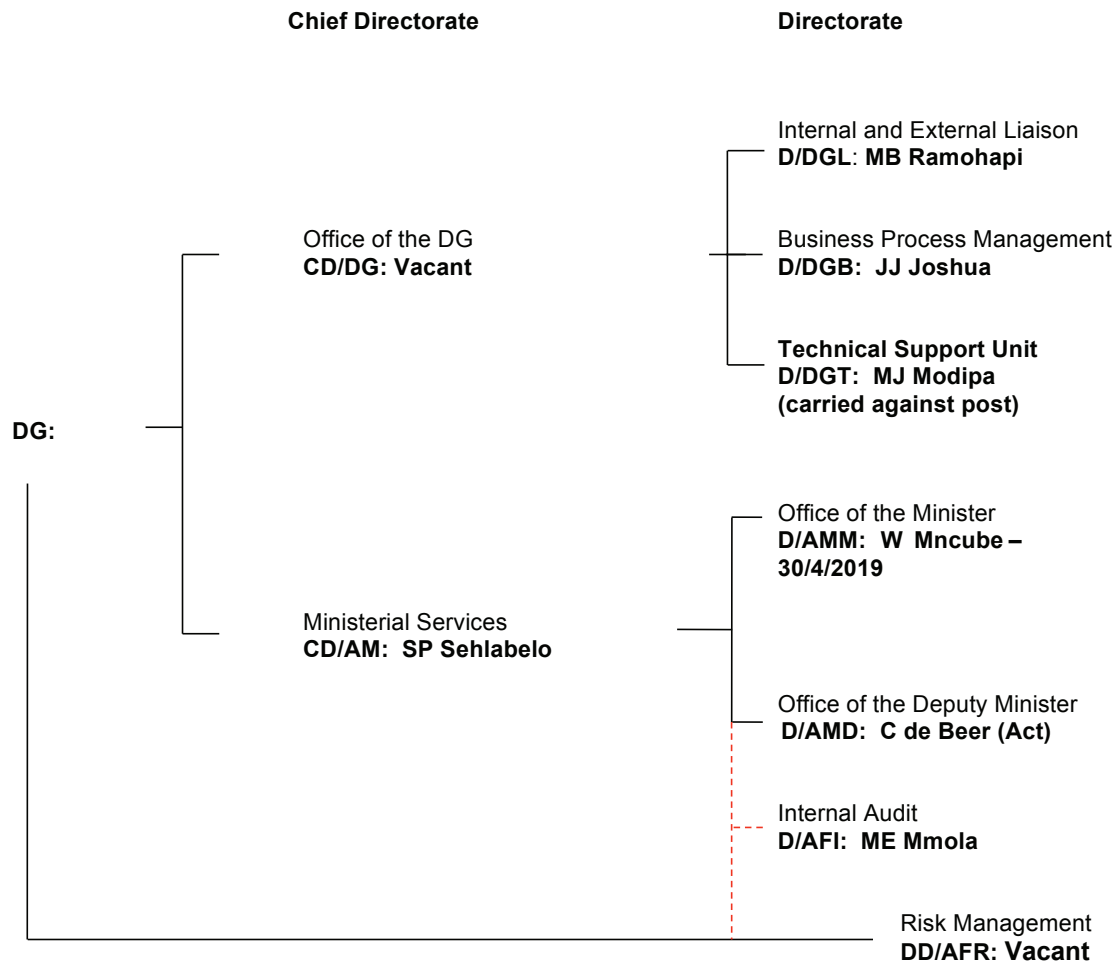 Chief Directorate
Directorate
Internal and External Liaison
D/DGL: MB Ramohapi
Office of the DG
CD/DG: Vacant
Business Process Management
D/DGB: JJ Joshua
Technical Support Unit
D/DGT: MJ Modipa
(carried against post)
DG:
Office of the Minister
D/AMM: W Mncube –
30/4/2019
Ministerial Services
CD/AM: SP Sehlabelo
Office of the Deputy Minister
D/AMD: C de Beer (Act)
Internal Audit
D/AFI: ME Mmola
Risk Management
DD/AFR: Vacant